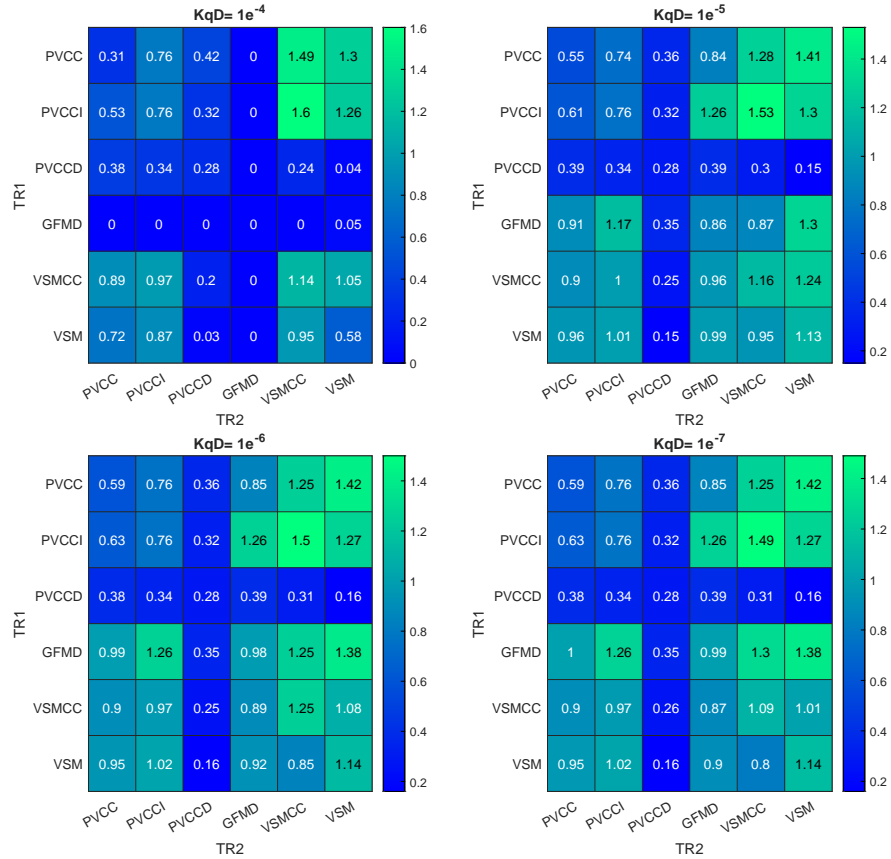 KqD= 1e^-4
PVCC 0.31 0.76 0.42 0 1.49 1.3
PVCCI 0.53 0.76 0.32 0 1.6 1.26
PVCCD 0.38 0.34 0.28 0 0.24 0.04
GFMD 0 0 0 0 0 0.05
VSMCC 0.89 0.97 0.2 0 1.14 1.05
VSM 0.72 0.87 0.03 0 0.95 0.58
PVCC PVCCI PVCCD GFMD VSMCC VSM
TR1
TR2
1.6
1.4
1.2
1
0.8
0.6
0.4
0.2
0
KqD= 1e^-5
PVCC 0.55 0.74 0.36 0.84 1.28 1.41
PVCCI 0.61 0.76 0.32 1.26 1.53 1.3
PVCCD 0.39 0.34 0.28 0.39 0.3 0.15
GFMD 0.91 1.17 0.35 0.86 0.87 1.3
VSMCC 0.9 1 0.25 0.96 1.16 1.24
VSM 0.96 1.01 0.15 0.99 0.95 1.13
PVCC PVCCI PVCCD GFMD VSMCC VSM
TR1
TR2
1.4
1.2
1
0.8
0.6
0.4
0.2
KqD= 1e^-6
PVCC 0.59 0.76 0.36 0.85 1.25 1.42
PVCCI 0.63 0.76 0.32 1.26 1.5 1.27
PVCCD 0.38 0.34 0.28 0.39 0.31 0.16
GFMD 0.99 1.26 0.35 0.98 1.25 1.38
VSMCC 0.9 0.97 0.25 0.89 1.25 1.08
VSM 0.95 1.02 0.16 0.92 0.85 1.14
PVCC PVCCI PVCCD GFMD VSMCC VSM
TR1
TR2
1.4
1.2
1
0.8
0.6
0.4
0.2
KqD= 1e^-7
PVCC 0.59 0.76 0.36 0.85 1.25 1.42
PVCCI 0.63 0.76 0.32 1.26 1.49 1.27
PVCCD 0.38 0.34 0.28 0.39 0.31 0.16
GFMD 1 1.26 0.35 0.99 1.3 1.38
VSMCC 0.9 0.97 0.26 0.87 1.09 1.01
VSM 0.95 1.02 0.16 0.9 0.8 1.14
PVCC PVCCI PVCCD GFMD VSMCC VSM
TR1
TR2
1.4
1.2
1
0.8
0.6
0.4
0.2